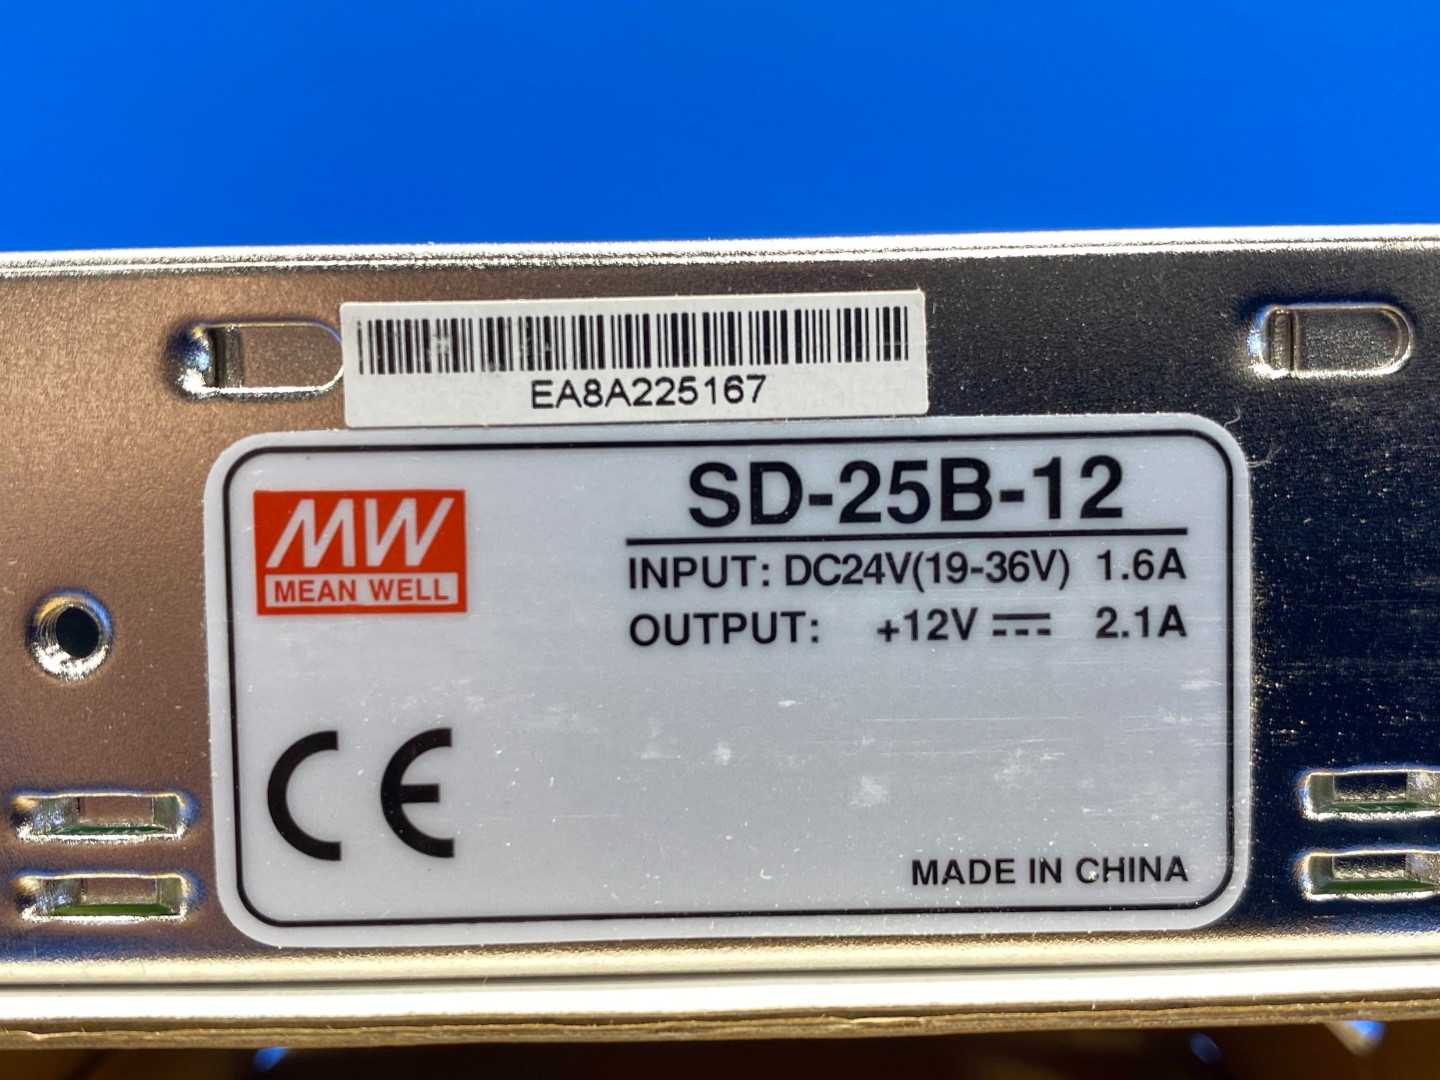 EA8A225167
MW
MEAN WELL
SD-25B-12
INPUT: DC24V(19-36V) 1.6A
OUTPUT: +12V ⎓ 2.1A
CE
MADE IN CHINA